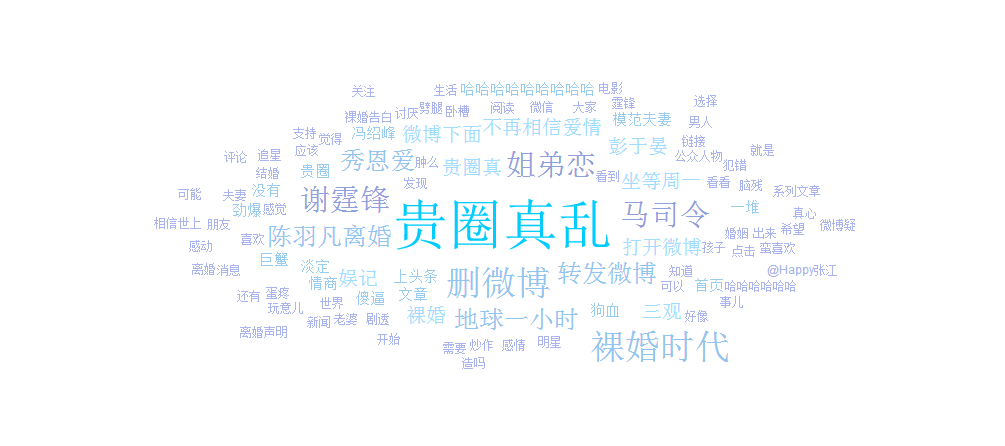 关注
生活
哈哈哈哈哈哈哈哈哈
电影
裸婚告白
讨厌
劈腿
卧槽
阅读
微信
大家
霆锋
选择
支持
觉得
冯绍峰
微博下面
不再相信爱情
模范夫妻
男人
评论
追星
应该
秀恩爱
肿么
贵圈真
姐弟恋
彭于晏
链接
公众人物
就是
结婚
贵圈
发现
看到
坐等周一
看看
犯错
脑残
系列文章
可能
夫妻
没有
谢霆锋
贵圈真乱
马司令
一堆
真心
相信世上
朋友
劲爆
感觉
微博疑
感动
喜欢
陈羽凡离婚
打开微博
孩子
婚姻
出来
希望
点击
蛮喜欢
离婚
消息
巨蟹
淡定
娱记
上头条
删微博
转发微博
知道
@Happy张江
还有
蛋疼
情商
傻逼
文章
可以
首页
哈哈哈哈哈哈
玩意儿
世界
裸婚
地球一小时
狗血
三观
好像
事儿
离婚声明
新闻
老婆
剧透
开始
需要
炒作
感情
明星
裸婚时代
造吗